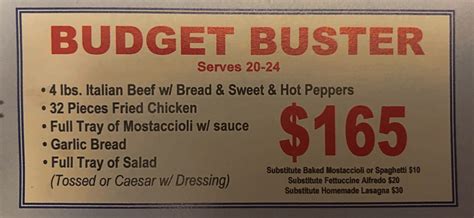 BUDGET BUSTER
Serves 20-24
• 4 lbs. Italian Beef w/ Bread & Sweet & Hot Peppers
• 32 Pieces Fried Chicken
• Full Tray of Mostaccioli w/ sauce
• Garlic Bread
• Full Tray of Salad
(Tossed or Caesar w/ Dressing)
$165
Substitute Baked Mostaccioli or Spaghetti $10
Substitute Fettuccine Alfredo $20
Substitute Homemade Lasagna $30